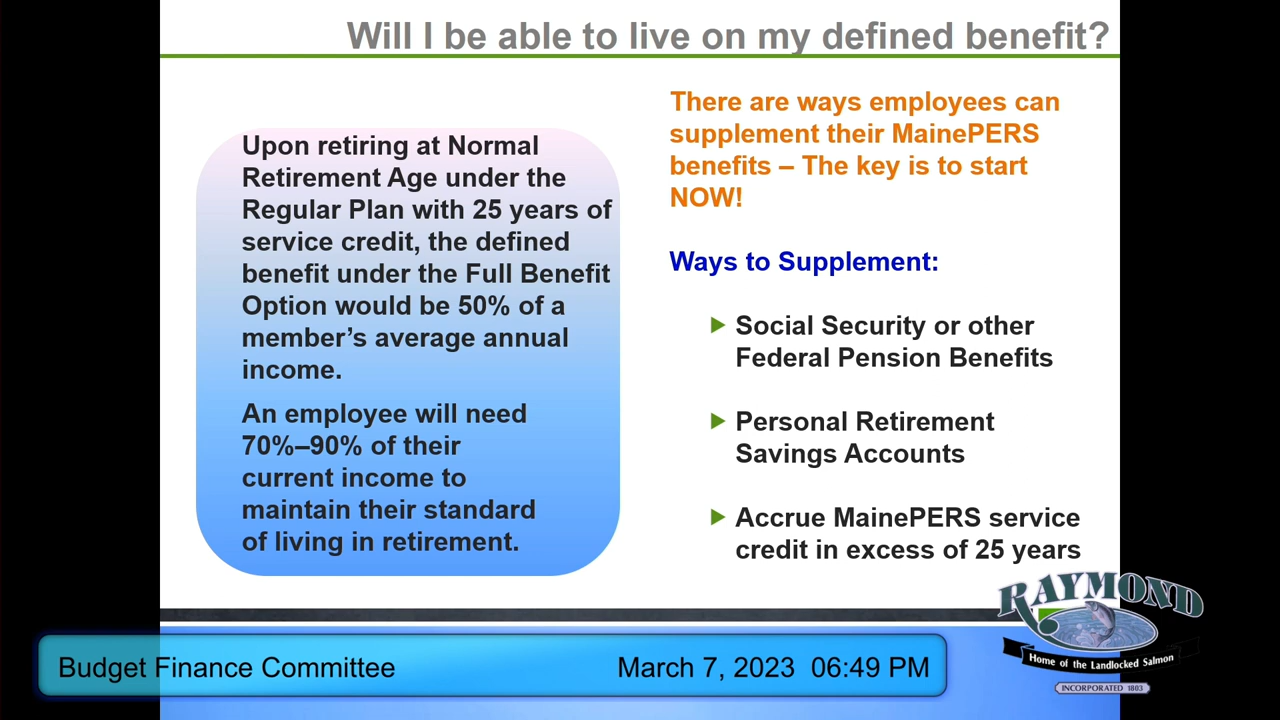 Will I be able to live on my defined benefit?
Upon retiring at Normal
Retirement Age under the
Regular Plan with 25 years of
service credit, the defined
benefit under the Full Benefit
Option would be 50% of a
member’s average annual
income.
An employee will need
70%–90% of their
current income to
maintain their standard
of living in retirement.
There are ways employees can
supplement their MainePERS
benefits – The key is to start
NOW!
Ways to Supplement:
Social Security or other
Federal Pension Benefits
Personal Retirement
Savings Accounts
Accrue MainePERS service
credit in excess of 25 years
RAYMOND
Home of the Landlocked Salmon
INCORPORATED 1803
Budget Finance Committee
March 7, 2023 06:49 PM